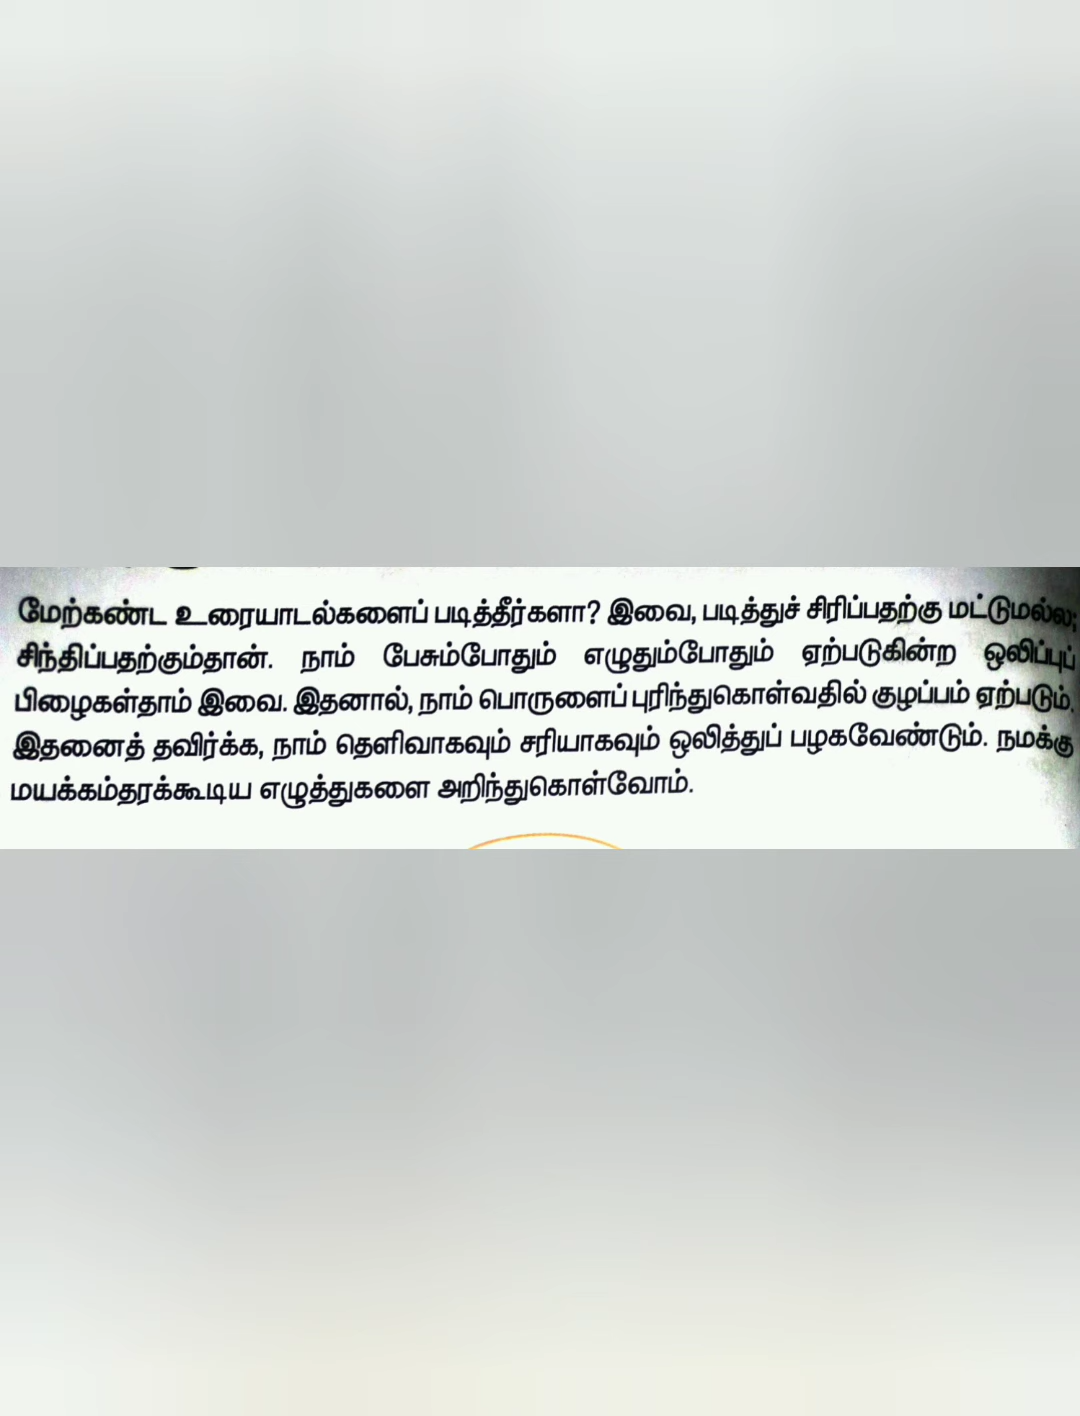 மேற்கண்ட உரையாடல்களைப் படித்தீர்களா? இவை, படித்துச் சிரிப்பதற்கு மட்டுமல்ல;
சிந்திப்பதற்கும்தான். நாம் பேசும்போதும் எழுதும்போதும் ஏற்படுகின்ற ஒலிப்புப்
பிழைகள்தாம் இவை. இதனால், நாம் பொருளைப் புரிந்துகொள்வதில் குழப்பம் ஏற்படும்.
இதனைத் தவிர்க்க, நாம் தெளிவாகவும் சரியாகவும் ஒலித்துப் பழகவேண்டும். நமக்கு
மயக்கம்தரக்கூடிய எழுத்துகளை அறிந்துகொள்வோம்.